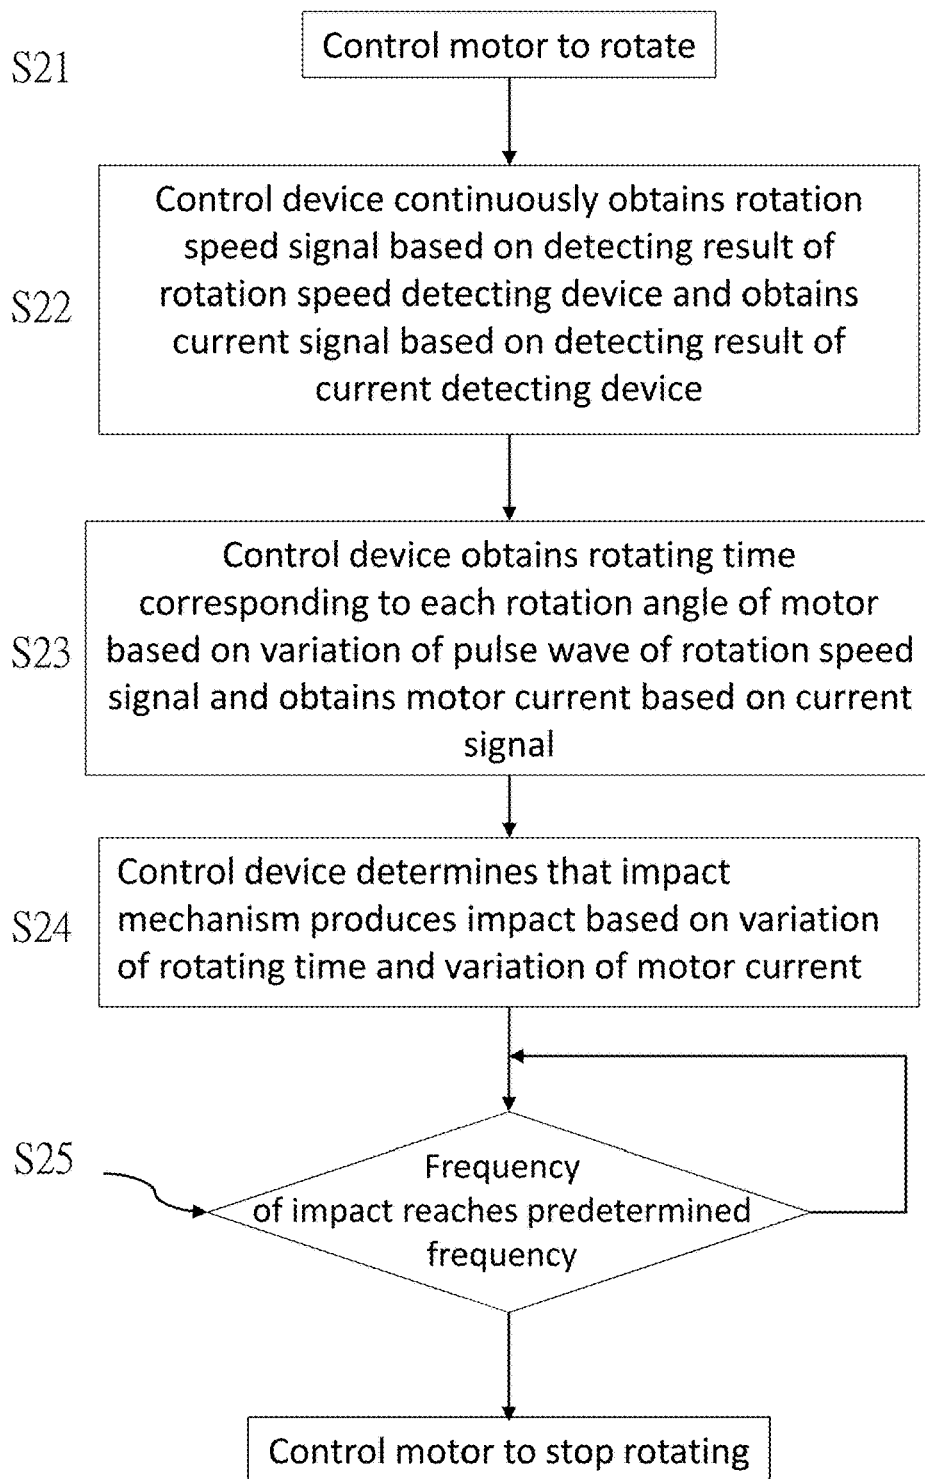 S21
Control motor to rotate
S22
Control device continuously obtains rotation
speed signal based on detecting result of
rotation speed detecting device and obtains
current signal based on detecting result of
current detecting device
S23
Control device obtains rotating time
corresponding to each rotation angle of motor
based on variation of pulse wave of rotation speed
signal and obtains motor current based on current
signal
S24
Control device determines that impact
mechanism produces impact based on variation
of rotating time and variation of motor current
S25
Frequency
of impact reaches predetermined
frequency
Control motor to stop rotating